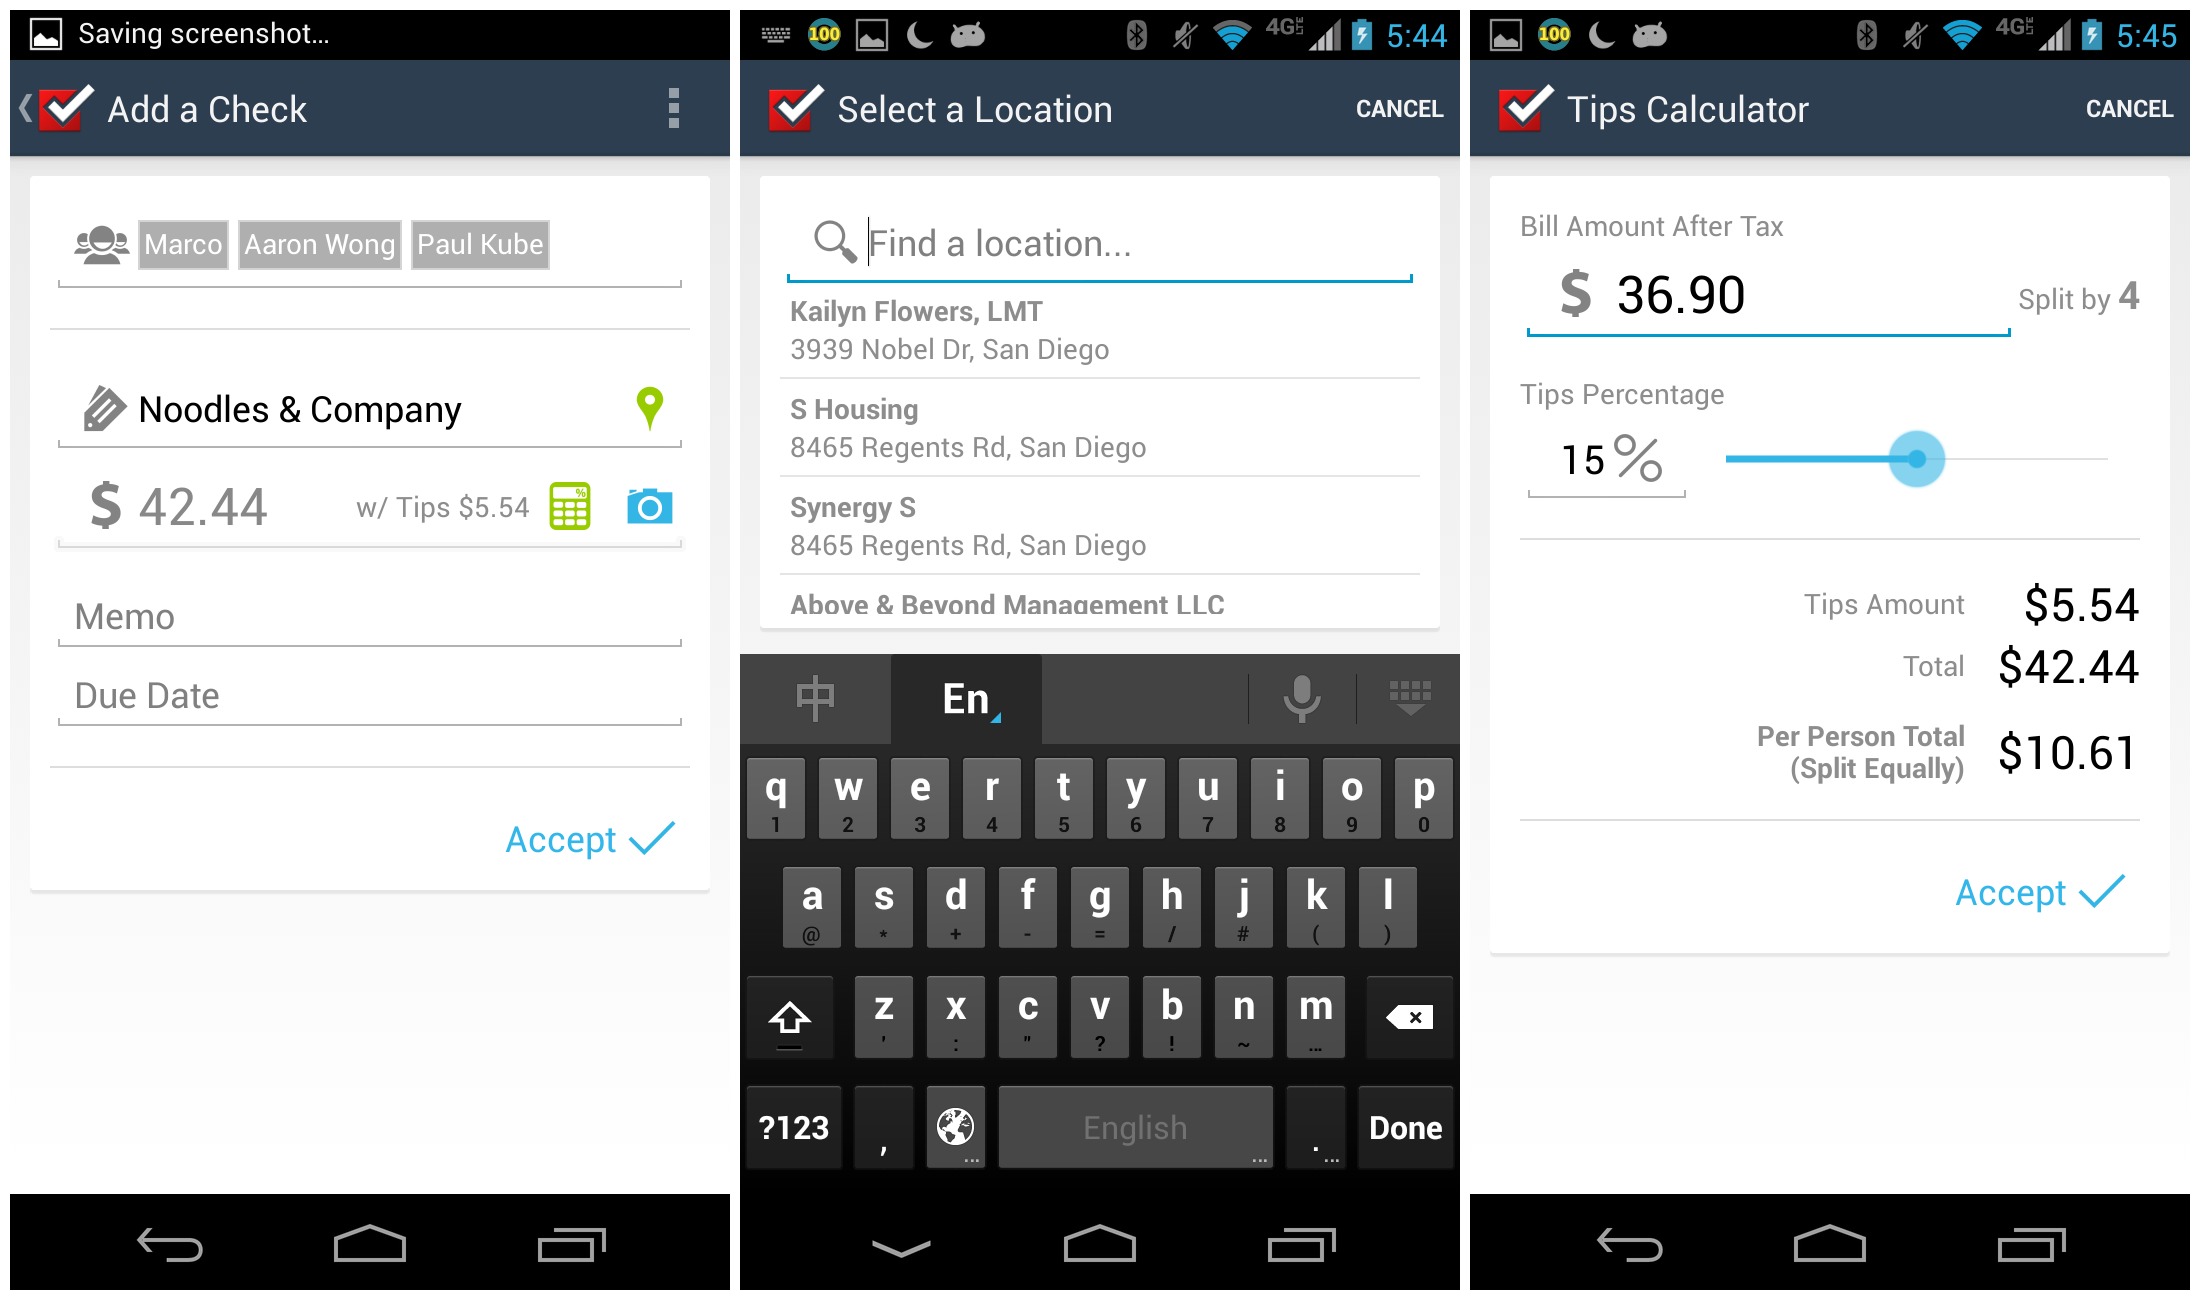 Saving screenshot...
Add a Check
Marco Aaron Wong Paul Kube
Noodles & Company
$ 42.44 w/ Tips $5.54 %
Memo
Due Date
Accept
100 4G LTE 5:44
Select a Location CANCEL
Find a location...
Kailyn Flowers, LMT
3939 Nobel Dr, San Diego
S Housing
8465 Regents Rd, San Diego
Synergy S
8465 Regents Rd, San Diego
Above & Beyond Management LLC
中 En
q w e r t y u i o p
1 2 3 4 5 6 7 8 9 0
a s d f g h j k l
@ * + - = / # ( )
z x c v b n m
' : " ? ! ~ ...
?123 , ... English ... . ... Done
100 4G LTE 5:45
Tips Calculator CANCEL
Bill Amount After Tax
$ 36.90 Split by 4
Tips Percentage
15 %
Tips Amount $5.54
Total $42.44
Per Person Total
(Split Equally) $10.61
Accept